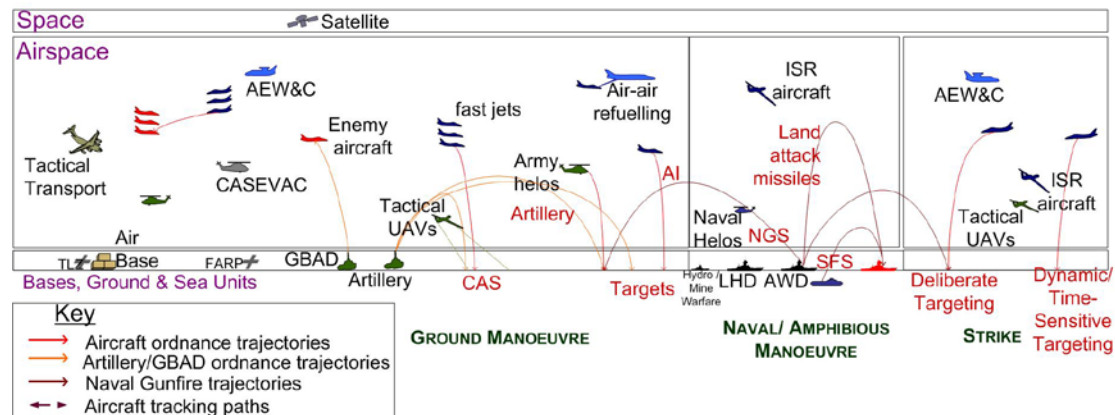 Space
Satellite
Airspace
AEW&C
Tactical
Transport
CASEVAC
Enemy
aircraft
fast jets
Air-air
refuelling
Army
helos
AI
Artillery
Tactical
UAVs
ISR
aircraft
Land
attack
missiles
Naval
Helos
NGS
AEW&C
ISR
aircraft
Tactical
UAVs
Air
Base
TLZ
FARP
GBAD
Artillery
CAS
Targets
Hydro /
Mine
Warfare
LHD
AWD
SFS
Deliberate
Targeting
Dynamic/
Time-
Sensitive
Targeting
Bases, Ground & Sea Units
GROUND MANOEUVRE
NAVAL/ AMPHIBIOUS
MANOEUVRE
STRIKE
Key
Aircraft ordnance trajectories
Artillery/GBAD ordnance trajectories
Naval Gunfire trajectories
Aircraft tracking paths